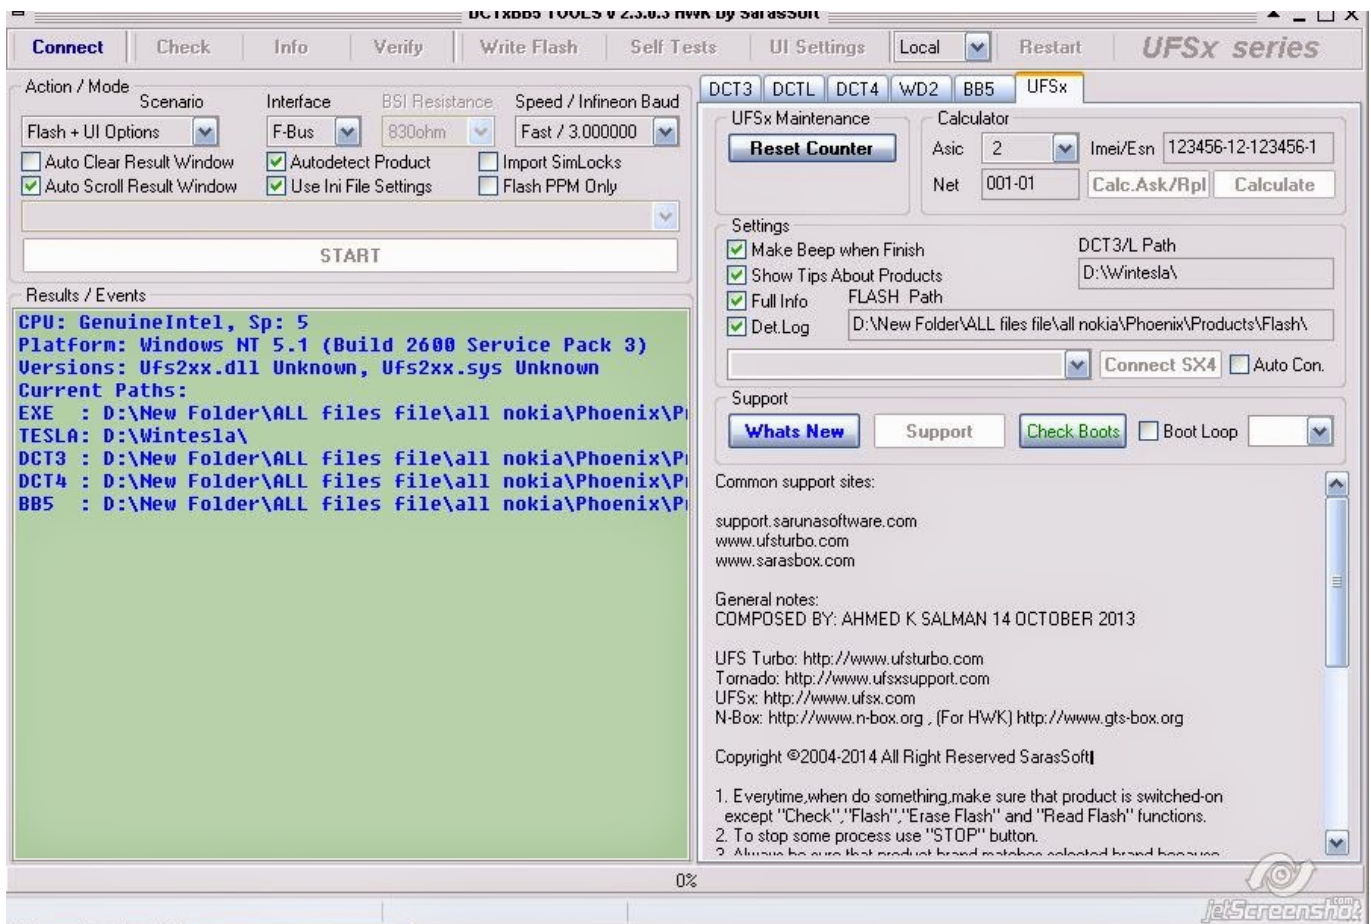 DCTxBB5 TOOLS v 2.3.0.3 HWK by SarasSoft
Connect Check Info Verify Write Flash Self Tests UI Settings Local Restart UFSx series
Action / Mode
Scenario Interface BSI Resistance Speed / Infineon Baud
Flash + UI Options F-Bus 830ohm Fast / 3.000000
Auto Clear Result Window Autodetect Product Import SimLocks
Auto Scroll Result Window Use Ini File Settings Flash PPM Only
START
Results / Events
CPU: GenuineIntel, Sp: 5
Platform: Windows NT 5.1 (Build 2600 Service Pack 3)
Versions: Ufs2xx.dll Unknown, Ufs2xx.sys Unknown
Current Paths:
EXE : D:\New Folder\ALL files file\all nokia\Phoenix\P
TESLA: D:\Wintesla\
DCT3 : D:\New Folder\ALL files file\all nokia\Phoenix\P
DCT4 : D:\New Folder\ALL files file\all nokia\Phoenix\P
BB5 : D:\New Folder\ALL files file\all nokia\Phoenix\P
DCT3 DCTL DCT4 WD2 BB5 UFSx
UFSx Maintenance
Reset Counter
Calculator
Asic 2 Imei/Esn 123456-12-123456-1
Net 001-01 Calc.Ask/Rpl Calculate
Settings
Make Beep when Finish DCT3/L Path
Show Tips About Products D:\Wintesla\
Full Info FLASH Path
Det.Log D:\New Folder\ALL files file\all nokia\Phoenix\Products\Flash\
Connect SX4 Auto Con.
Support
Whats New Support Check Boots Boot Loop
Common support sites:
support.sarunasoftware.com
www.ufsturbo.com
www.sarasbox.com
General notes:
COMPOSED BY: AHMED K SALMAN 14 OCTOBER 2013
UFS Turbo: http://www.ufsturbo.com
Tornado: http://www.ufsxsupport.com
UFSx: http://www.ufsx.com
N-Box: http://www.n-box.org , (For HWK) http://www.gts-box.org
Copyright ©2004-2014 All Right Reserved SarasSoft
1. Everytime,when do something,make sure that product is switched-on
except "Check","Flash","Erase Flash" and "Read Flash" functions.
2. To stop some process use "STOP" button.
3. Always be sure that product brand matches selected brand because
0%
jetScreenshot
.com